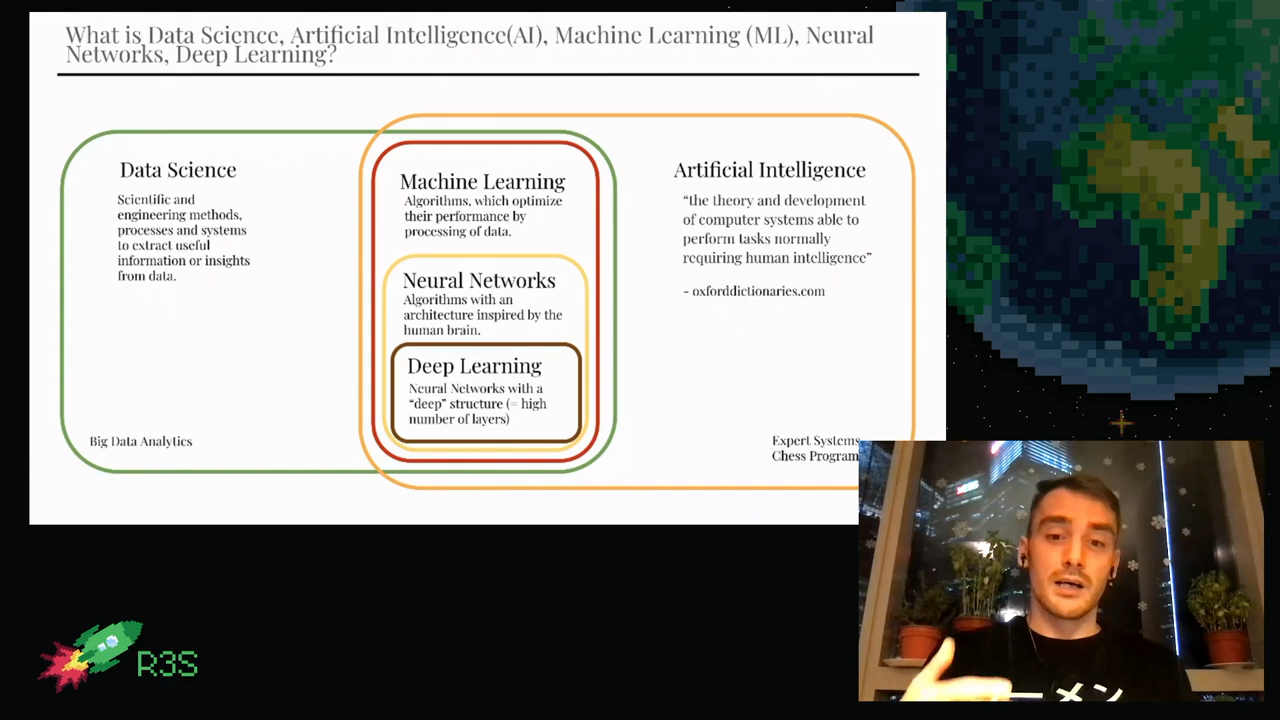 What is Data Science, Artificial Intelligence(AI), Machine Learning (ML), Neural
Networks, Deep Learning?
Data Science
Scientific and
engineering methods,
processes and systems
to extract useful
information or insights
from data.
Big Data Analytics
Machine Learning
Algorithms, which optimize
their performance by
processing of data.
Neural Networks
Algorithms with an
architecture inspired by the
human brain.
Deep Learning
Neural Networks with a
“deep” structure (= high
number of layers)
Artificial Intelligence
“the theory and development
of computer systems able to
perform tasks normally
requiring human intelligence”
- oxforddictionaries.com
Expert Systems
Chess Program
R3S
ーメン